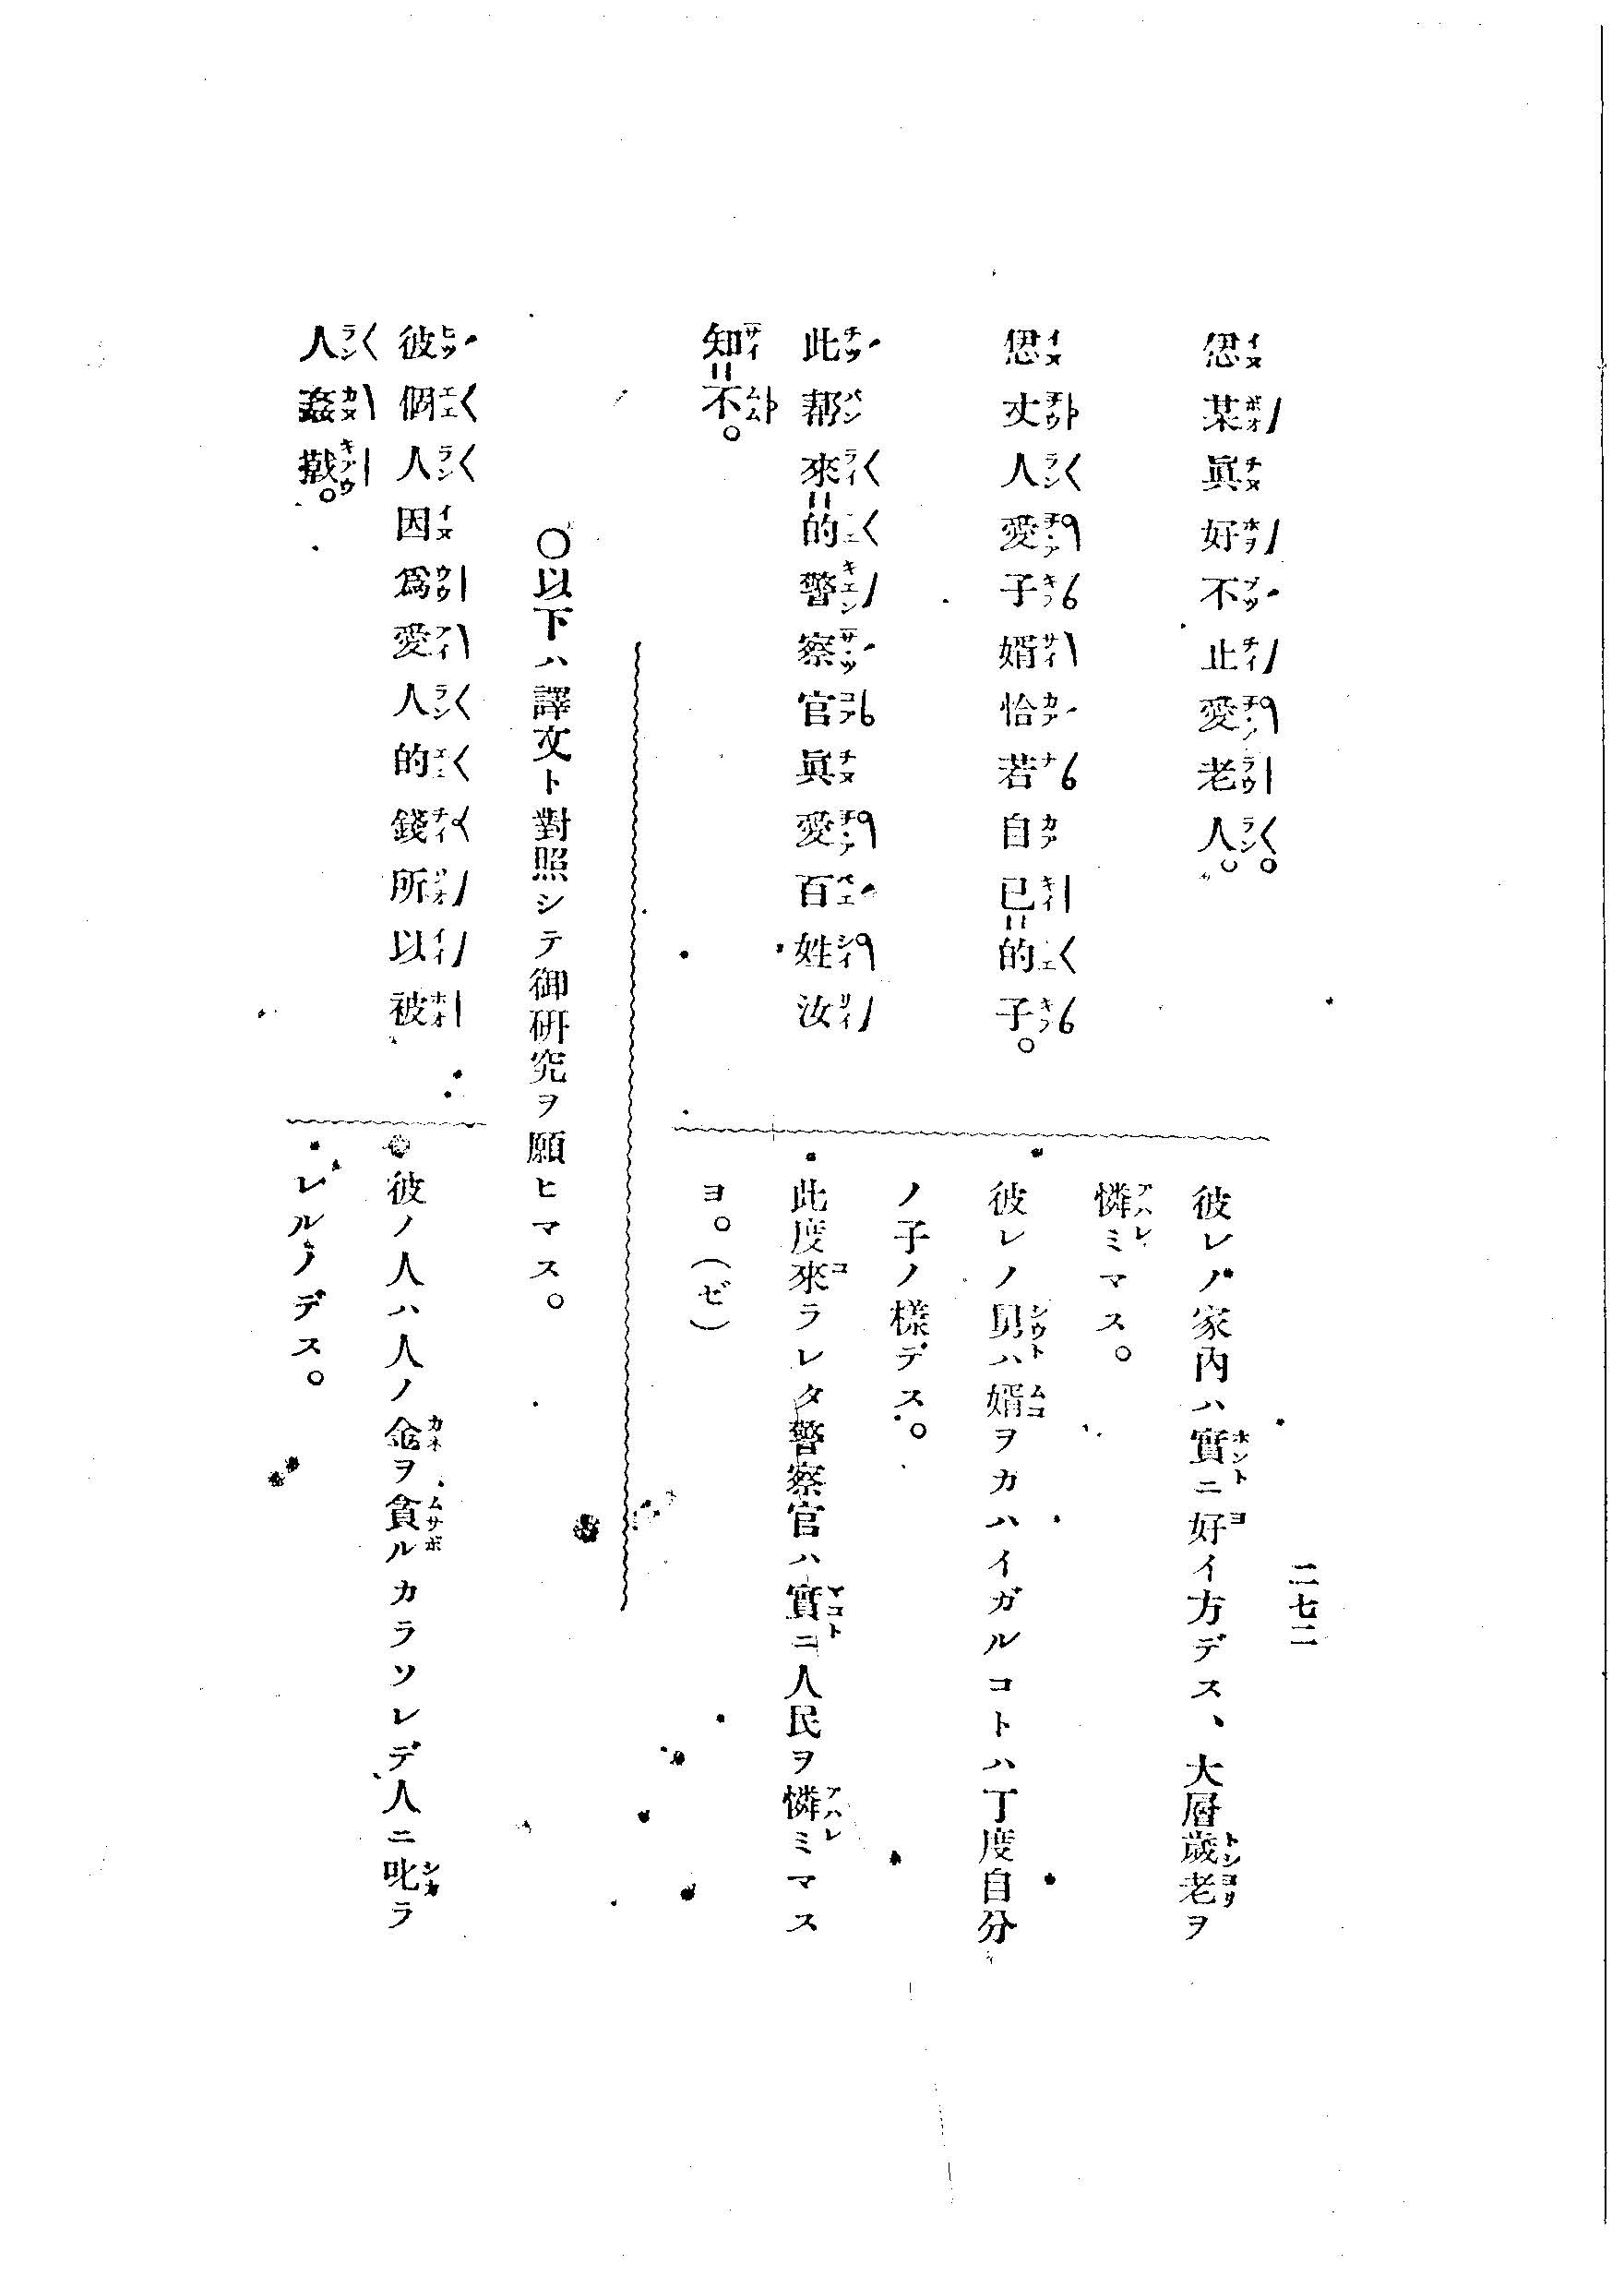 二七二
偲某眞好不止愛老人。
彼レノ家内ハ實ニ好イ方デス、大層歲老ヲ
憐ミマス。
偲丈人愛子婿恰若自已=的子。
彼レノ舅ハ婿ヲカハイガルコトハ丁度自分
ノ子ノ樣デス。
此帮來=的警察官眞愛百姓汝
知=不。
此度來ラレタ警察官ハ實ニ人民ヲ憐ミマス
ヨ。(ゼ)
〇以下ハ譯文ト對照シテ御研究ヲ願ヒマス。
彼個人因爲愛人的錢所以被
人姦
彼ノ人ハ人ノ金ヲ貪ルカラソレデ人ニ叱ラ
レルノデス。